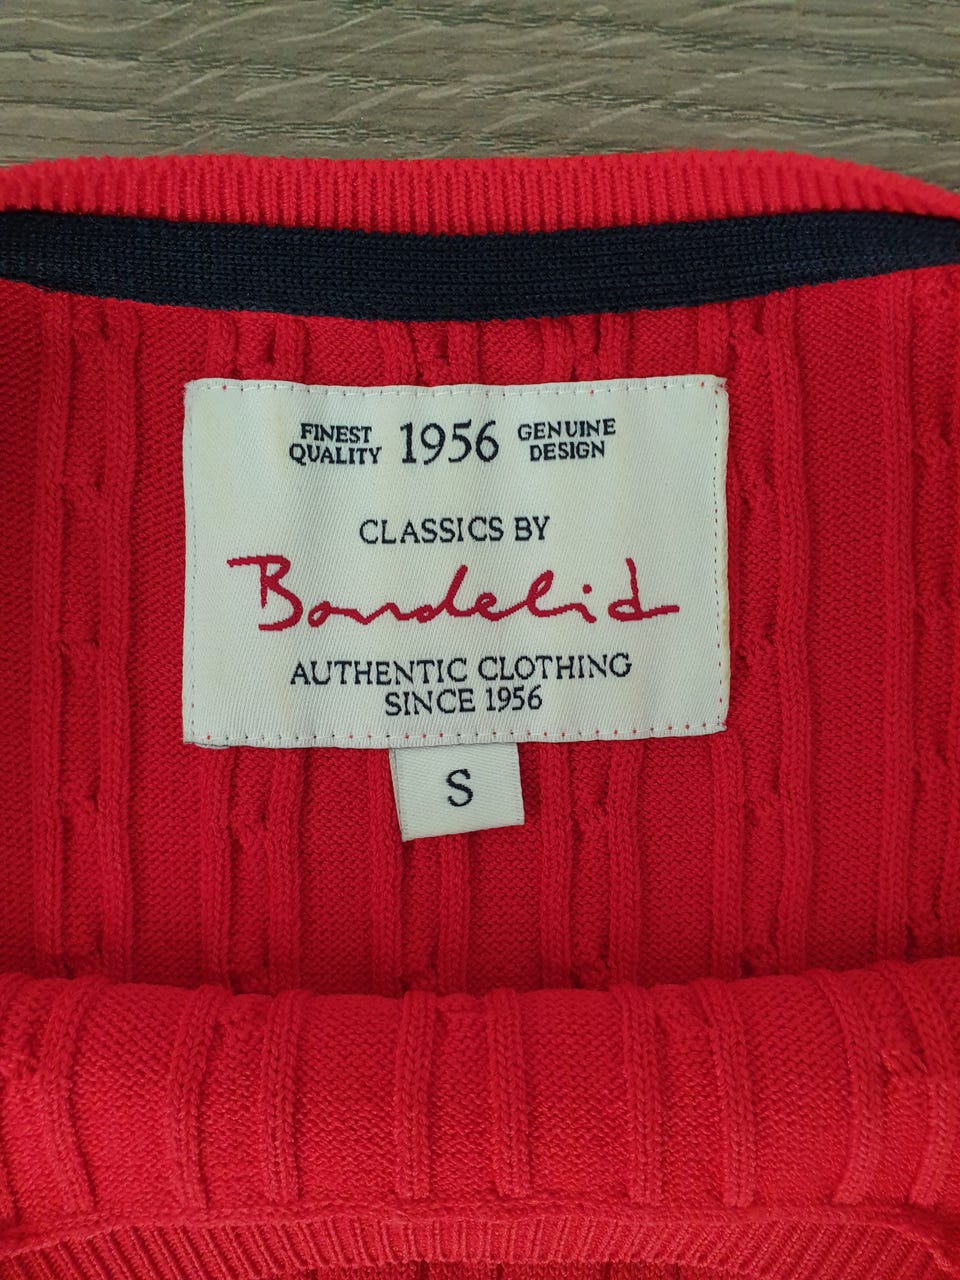 FINEST QUALITY 1956 GENUINE DESIGN
CLASSICS BY
Bondelid
AUTHENTIC CLOTHING
SINCE 1956
S